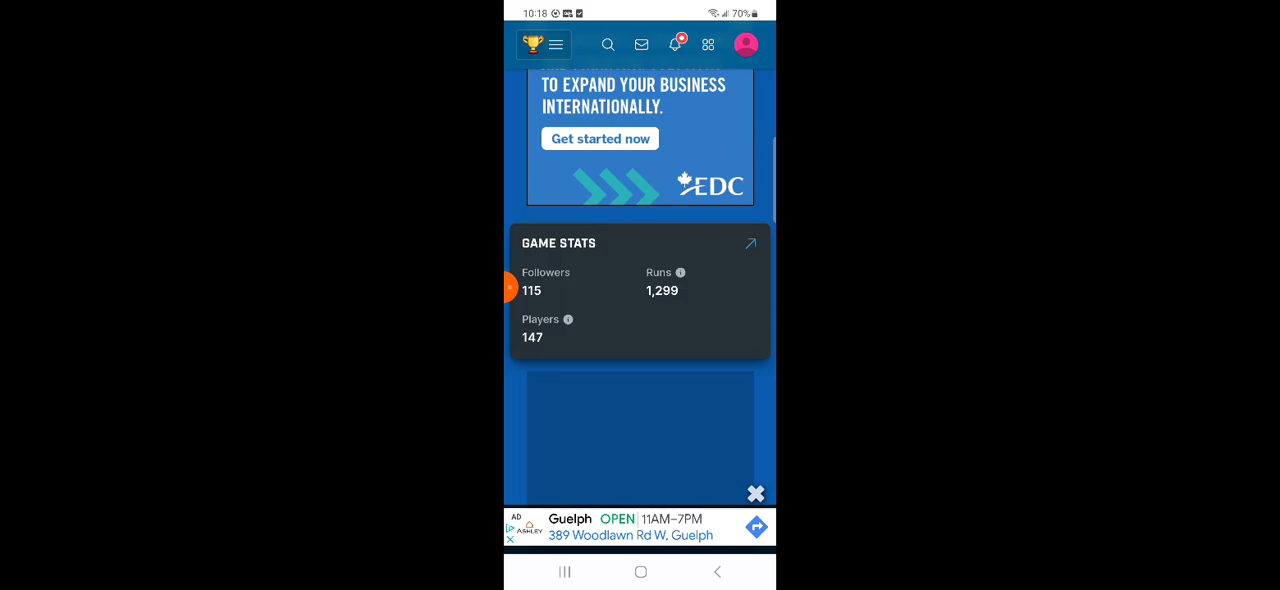 10:18 70%
TO EXPAND YOUR BUSINESS
INTERNATIONALLY.
Get started now
EDC
GAME STATS
Followers Runs
115 1,299
Players
147
AD
Guelph OPEN 11AM–7PM
ASHLEY
389 Woodlawn Rd W, Guelph